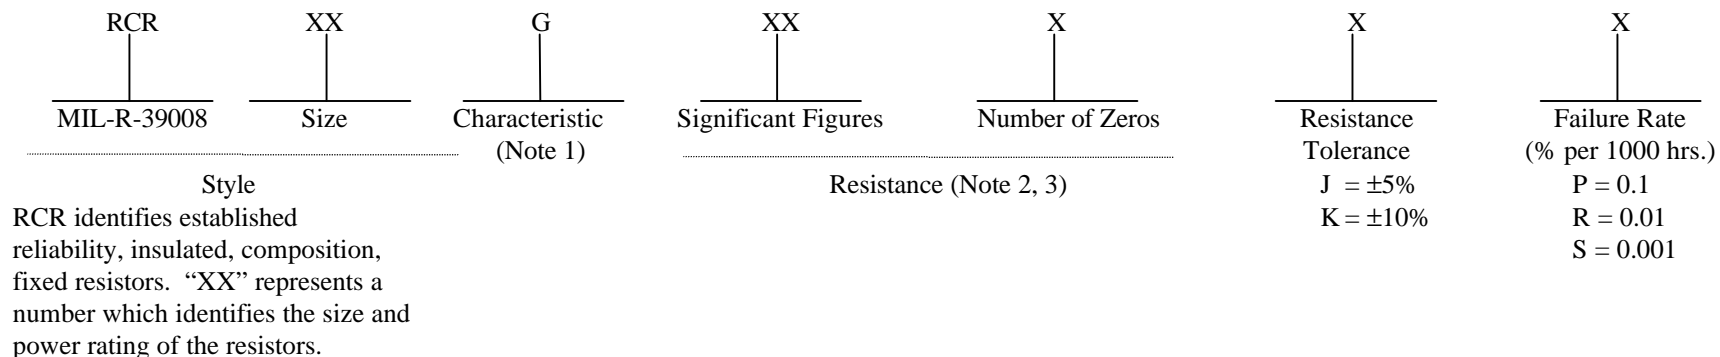 RCR XX G XX X X X
MIL-R-39008 Size Characteristic Significant Figures Number of Zeros Resistance Failure Rate
(Note 1) Tolerance (% per 1000 hrs.)
Style Resistance (Note 2, 3) J = ±5% P = 0.1
RCR identifies established K = ±10% R = 0.01
reliability, insulated, composition, S = 0.001
fixed resistors. “XX” represents a
number which identifies the size and
power rating of the resistors.